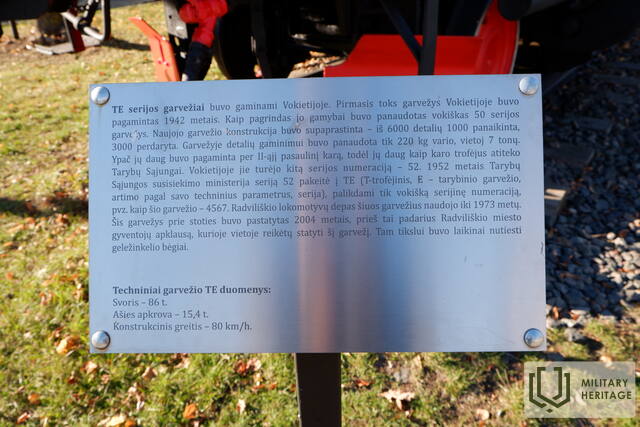 TE serijos garvežiai buvo gaminami Vokietijoje. Pirmasis toks garvežys Vokietijoje buvo
pagamintas 1942 metais. Kaip pagrindas jo gamybai buvo panaudotas vokiškas 50 serijos
garvežys. Naujojo garvežio konstrukcija buvo supaprastinta – iš 6000 detalių 1000 panaikinta,
3000 perdaryta. Garvežyje detalių gaminimui buvo panaudota tik 220 kg vario, vietoj 7 tonų.
Ypač jų daug buvo pagaminta per II-ąjį pasaulinį karą, todėl jų daug kaip karo trofėjus atiteko
Tarybų Sąjungai. Vokietijoje jie turėjo kitą serijos numeraciją – 52. 1952 metais Tarybų
Sąjungos susisiekimo ministerija seriją 52 pakeitė į TE (T-trofėjinis, E – tarybinio garvežio,
artimo pagal savo techninius parametrus, serija), palikdami tik vokišką serijinę numeraciją,
pvz. kaip šio garvežio – 4567. Radviliškio lokomotyvų depas šiuos garvežius naudojo iki 1973 metų.
Šis garvežys prie stoties buvo pastatytas 2004 metais, prieš tai padarius Radviliškio miesto
gyventojų apklausą, kurioje vietoje reikėtų statyti šį garvežį. Tam tikslui buvo laikinai nutiesti
geležinkelio bėgiai.
Techniniai garvežio TE duomenys:
Svoris – 86 t.
Ašies apkrova – 15,4 t.
Konstrukcinis greitis – 80 km/h.
MILITARY
HERITAGE